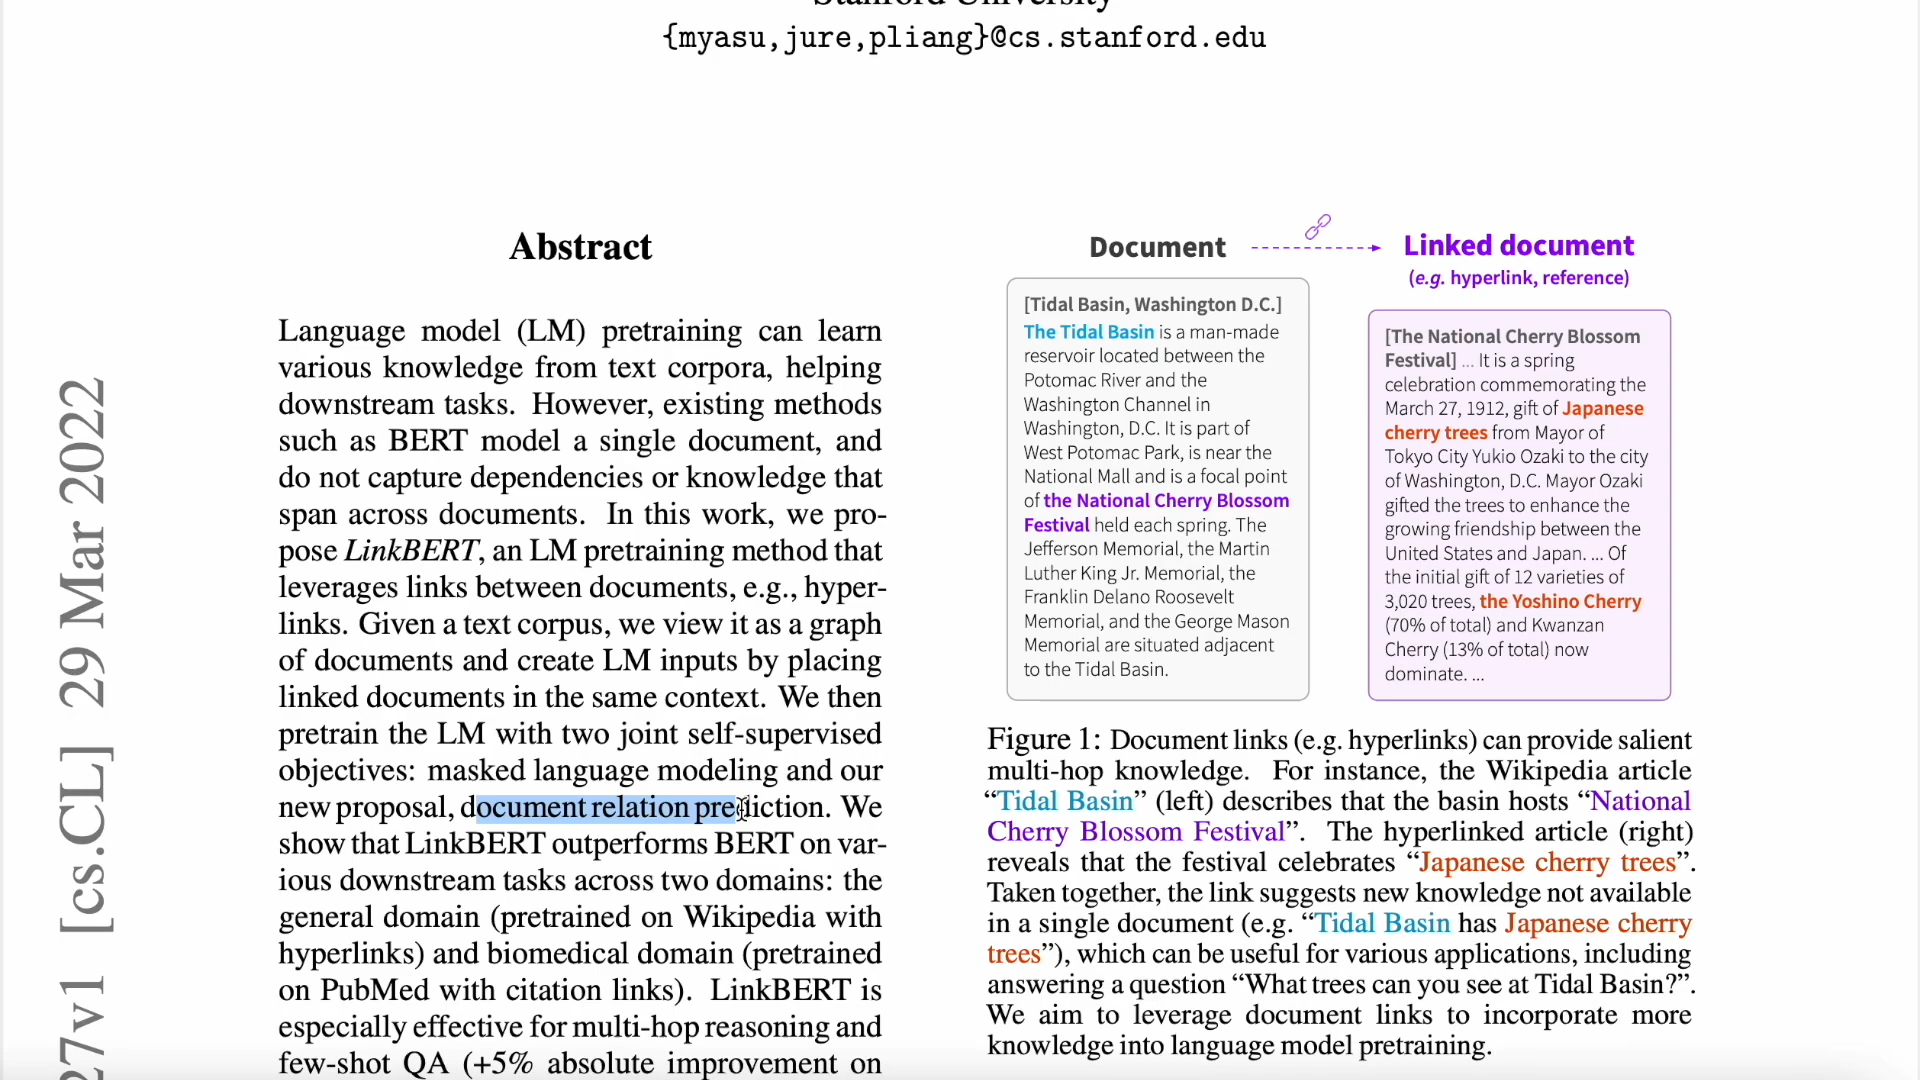 Stanford University
{myasu,jure,pliang}@cs.stanford.edu
27v1 [cs.CL] 29 Mar 2022
Abstract
Language model (LM) pretraining can learn
various knowledge from text corpora, helping
downstream tasks. However, existing methods
such as BERT model a single document, and
do not capture dependencies or knowledge that
span across documents. In this work, we pro-
pose LinkBERT, an LM pretraining method that
leverages links between documents, e.g., hyper-
links. Given a text corpus, we view it as a graph
of documents and create LM inputs by placing
linked documents in the same context. We then
pretrain the LM with two joint self-supervised
objectives: masked language modeling and our
new proposal, document relation prediction. We
show that LinkBERT outperforms BERT on var-
ious downstream tasks across two domains: the
general domain (pretrained on Wikipedia with
hyperlinks) and biomedical domain (pretrained
on PubMed with citation links). LinkBERT is
especially effective for multi-hop reasoning and
few-shot QA (+5% absolute improvement on
Document
Linked document
(e.g. hyperlink, reference)
[Tidal Basin, Washington D.C.]
The Tidal Basin is a man-made
reservoir located between the
Potomac River and the
Washington Channel in
Washington, D.C. It is part of
West Potomac Park, is near the
National Mall and is a focal point
of the National Cherry Blossom
Festival held each spring. The
Jefferson Memorial, the Martin
Luther King Jr. Memorial, the
Franklin Delano Roosevelt
Memorial, and the George Mason
Memorial are situated adjacent
to the Tidal Basin.
[The National Cherry Blossom
Festival] ... It is a spring
celebration commemorating the
March 27, 1912, gift of Japanese
cherry trees from Mayor of
Tokyo City Yukio Ozaki to the city
of Washington, D.C. Mayor Ozaki
gifted the trees to enhance the
growing friendship between the
United States and Japan. ... Of
the initial gift of 12 varieties of
3,020 trees, the Yoshino Cherry
(70% of total) and Kwanzan
Cherry (13% of total) now
dominate. ...
Figure 1: Document links (e.g. hyperlinks) can provide salient
multi-hop knowledge. For instance, the Wikipedia article
“Tidal Basin” (left) describes that the basin hosts “National
Cherry Blossom Festival”. The hyperlinked article (right)
reveals that the festival celebrates “Japanese cherry trees”.
Taken together, the link suggests new knowledge not available
in a single document (e.g. “Tidal Basin has Japanese cherry
trees”), which can be useful for various applications, including
answering a question “What trees can you see at Tidal Basin?”.
We aim to leverage document links to incorporate more
knowledge into language model pretraining.